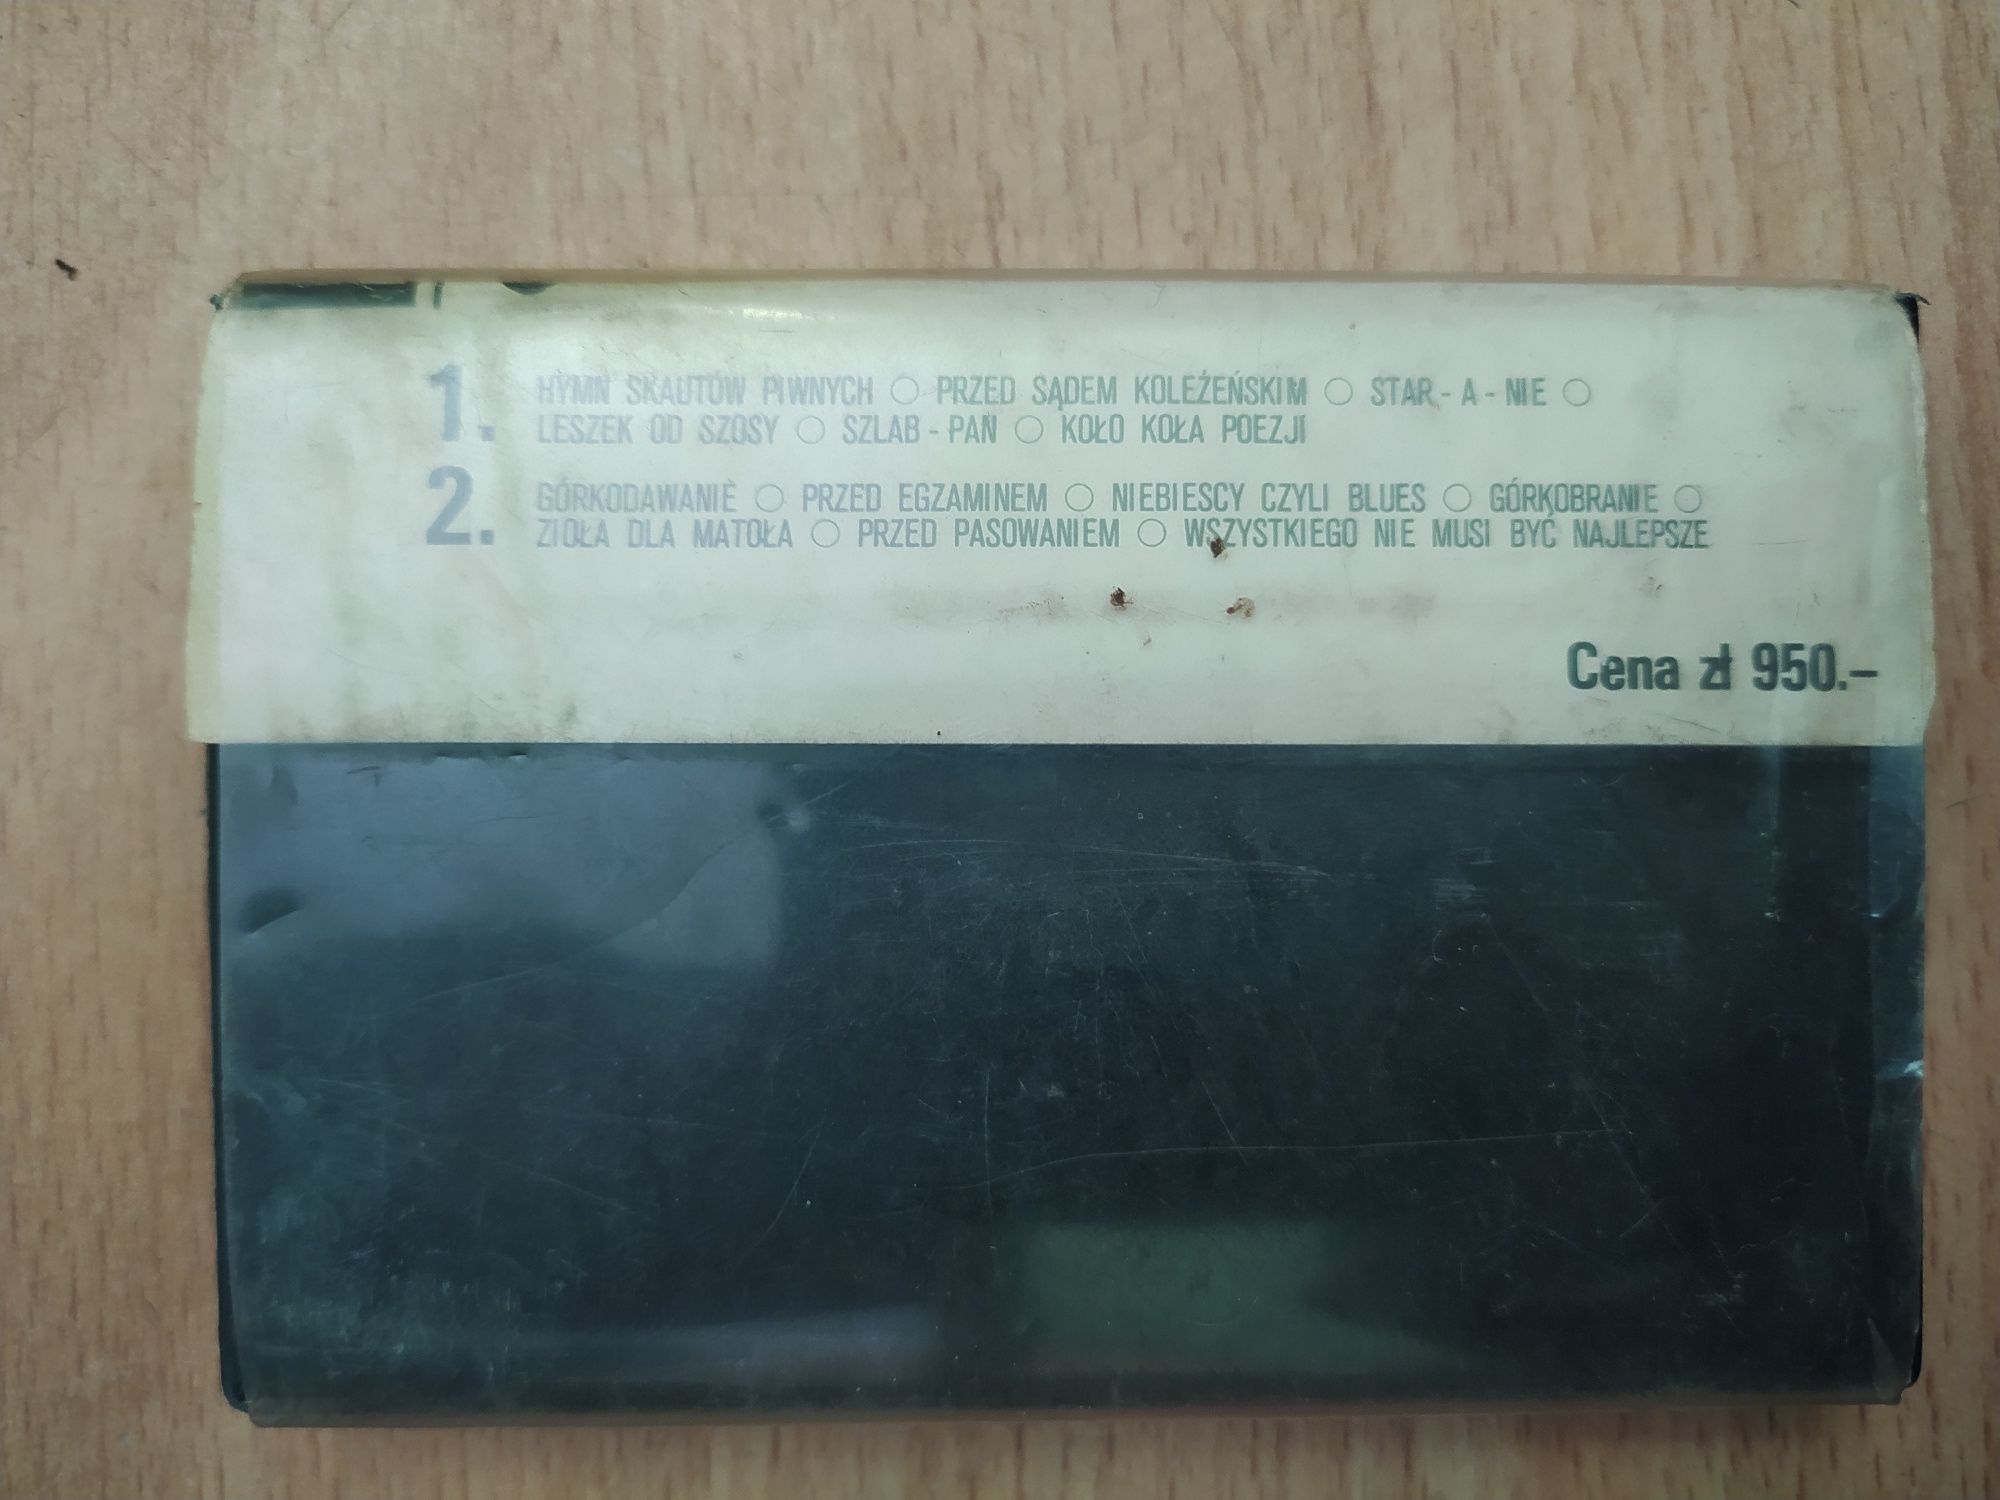 1. HYMN SKAUTÓW PIWNYCH ○ PRZED SĄDEM KOLEŻEŃSKIM ○ STAR - A - NIE ○
LESZEK OD SZOSY ○ SZLAB - PAN ○ KOŁO KOŁA POEZJI
2. GÓRKODAWANIE ○ PRZED EGZAMINEM ○ NIEBIESCY CZYLI BLUES ○ GÓRKOBRANIE ○
ZIOŁA DLA MATOŁA ○ PRZED PASOWANIEM ○ WSZYSTKIEGO NIE MUSI BYĆ NAJLEPSZE
Cena zł 950.–